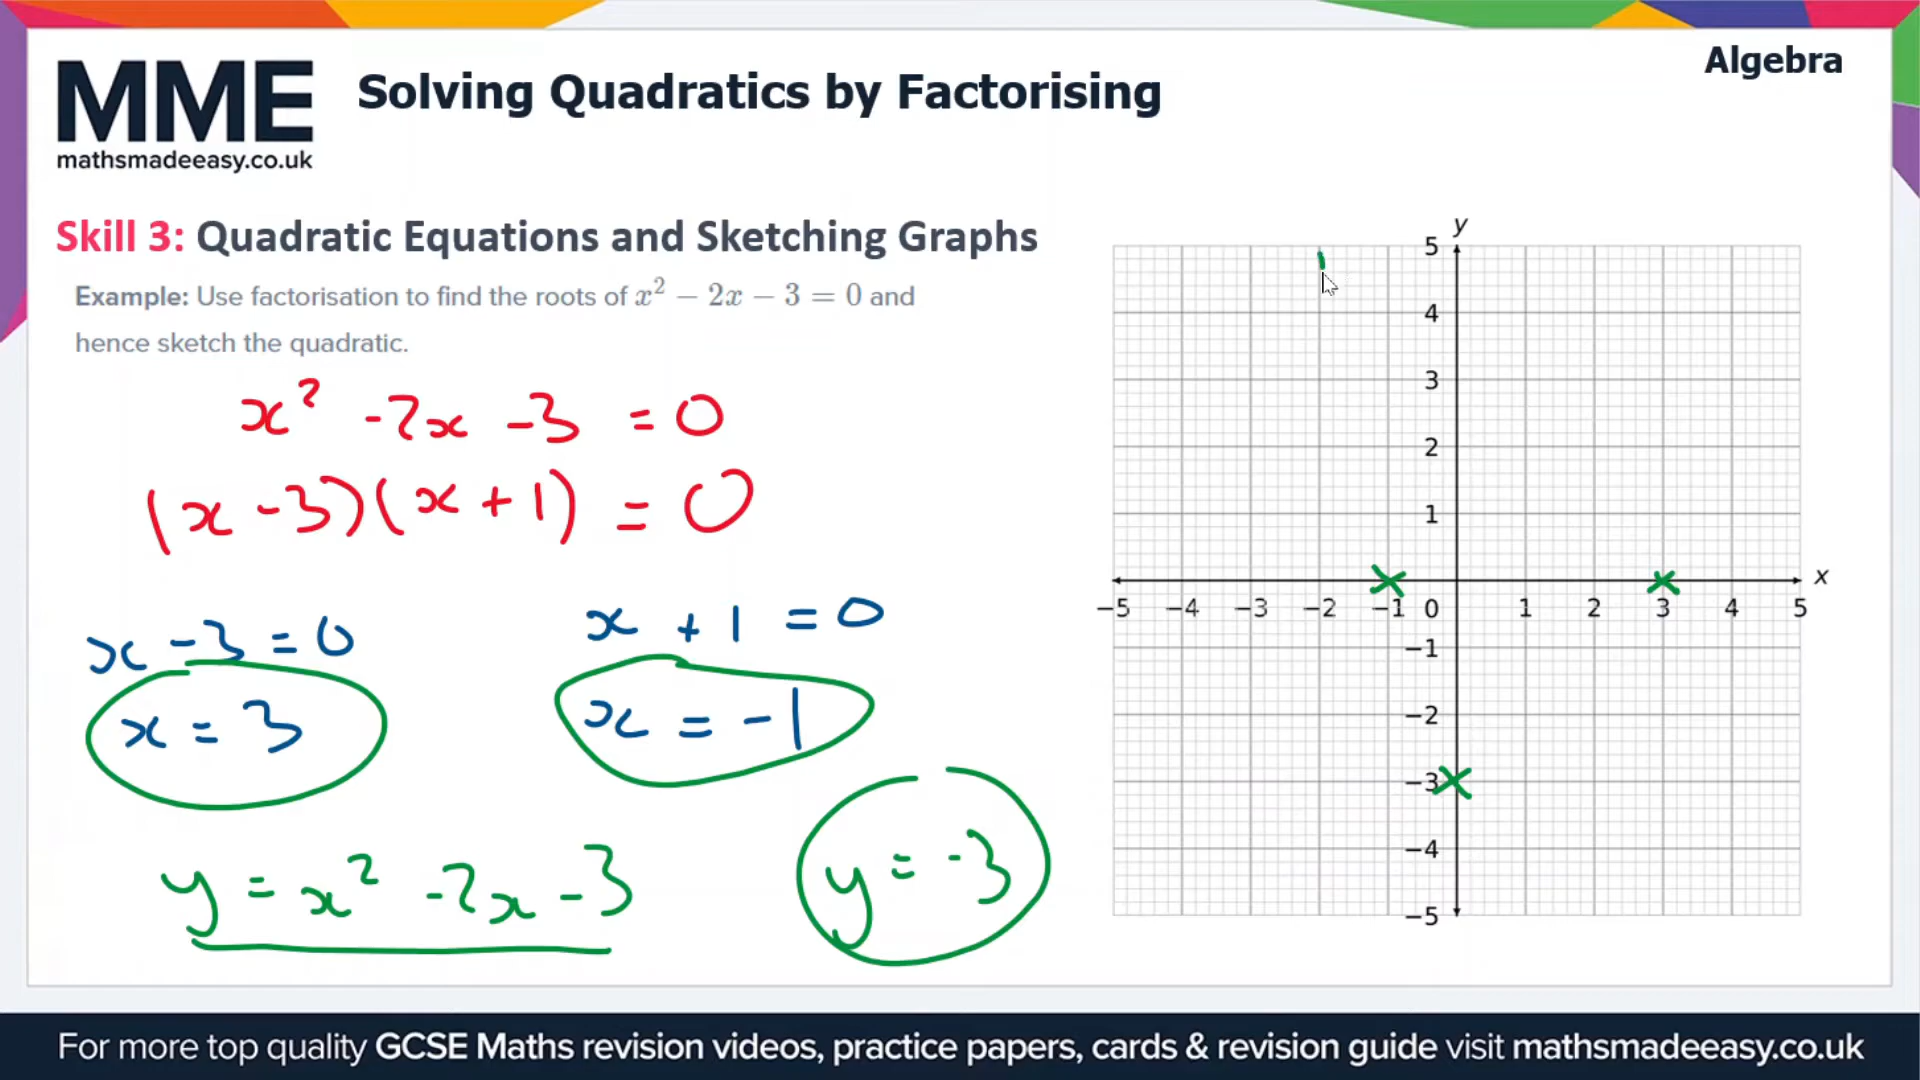 Algebra
MME
mathsmadeeasy.co.uk
Solving Quadratics by Factorising
Skill 3: Quadratic Equations and Sketching Graphs
Example: Use factorisation to find the roots of x² − 2x − 3 = 0 and
hence sketch the quadratic.
x² -2x -3 = 0
(x -3)(x +1) = 0
x -3 = 0
x + 1 = 0
x = 3
x = -1
y = x² -2x -3
y = -3
y
5
4
3
2
1
x
−5 −4 −3 −2 −1 0 1 2 3 4 5
−1
−2
−3
−4
−5
For more top quality GCSE Maths revision videos, practice papers, cards & revision guide visit mathsmadeeasy.co.uk